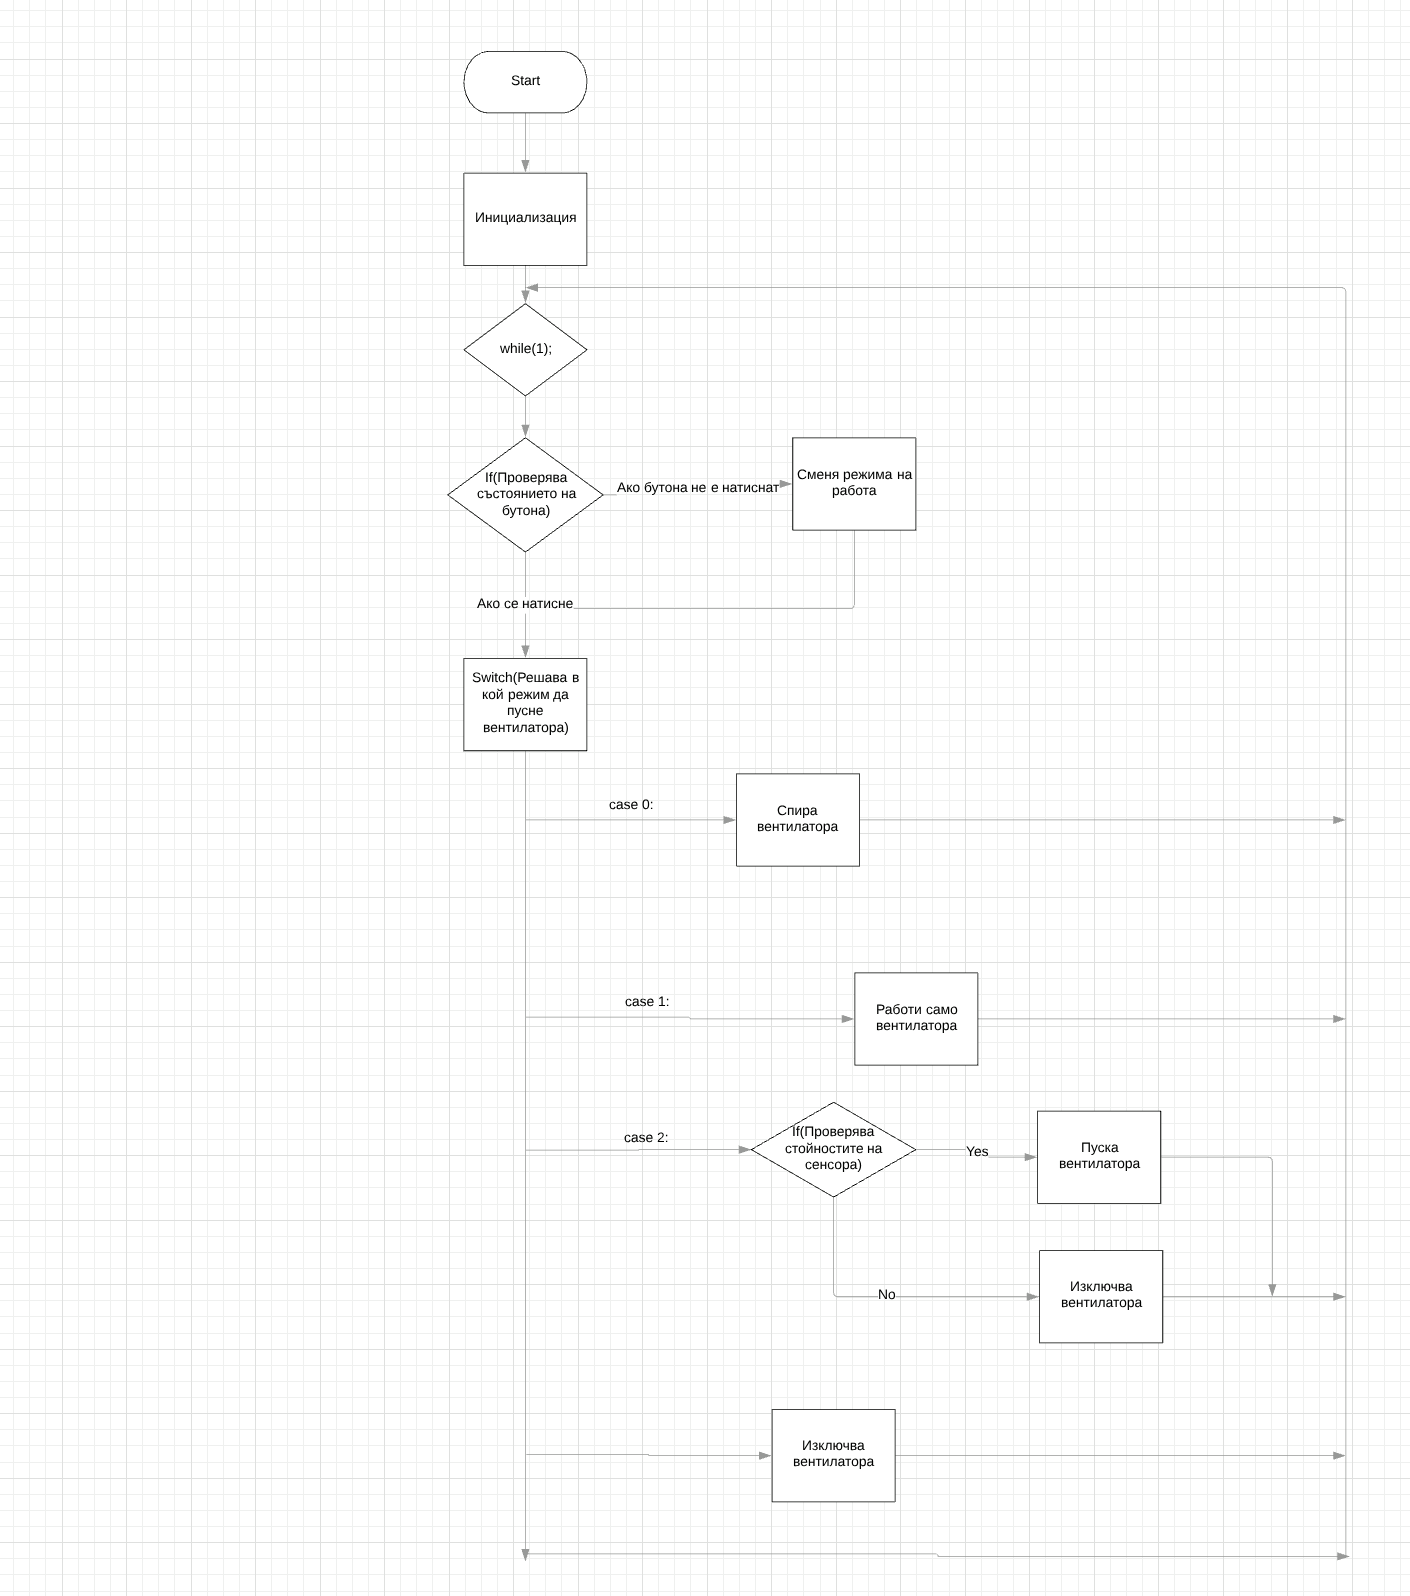 Start
Инициализация
while(1);
If(Проверява
състоянието на
бутона)
Ако бутона не е натиснат
Сменя режима на
работа
Ако се натисне
Switch(Решава в
кой режим да
пусне
вентилатора)
case 0:
Спира
вентилатора
case 1:
Работи само
вентилатора
case 2:
If(Проверява
стойностите на
сенсора)
Yes
Пуска
вентилатора
No
Изключва
вентилатора
Изключва
вентилатора